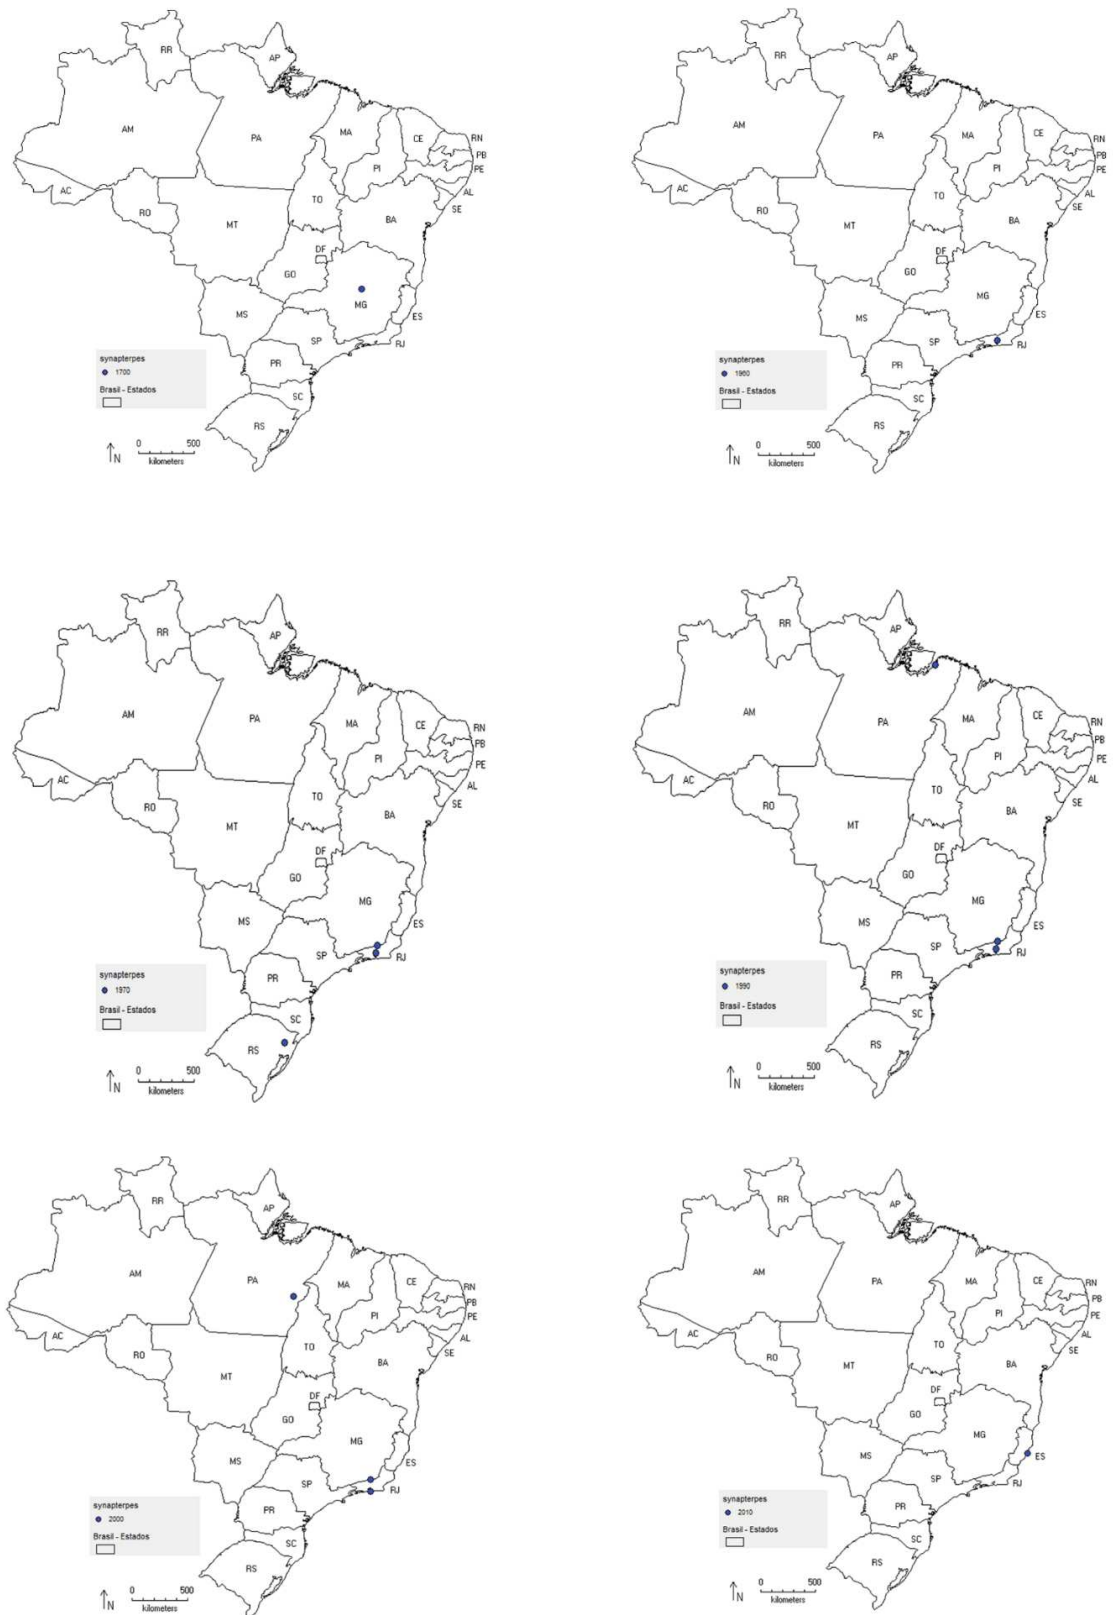 RR
AP
AM
PA
MA
CE
RN
PB
PE
AL
SE
PI
AC
RO
TO
BA
MT
DF
GO
MG
ES
MS
SP
RJ
PR
SC
RS
synapterpes
1700
Brasil - Estados
N
0 500
kilometers
RR
AP
AM
PA
MA
CE
RN
PB
PE
AL
SE
PI
AC
RO
TO
BA
MT
DF
GO
MG
ES
MS
SP
RJ
PR
SC
RS
synapterpes
1960
Brasil - Estados
N
0 500
kilometers
RR
AP
AM
PA
MA
CE
RN
PB
PE
AL
SE
PI
AC
RO
TO
BA
MT
DF
GO
MG
ES
MS
SP
RJ
PR
SC
RS
synapterpes
1970
Brasil - Estados
N
0 500
kilometers
RR
AP
AM
PA
MA
CE
RN
PB
PE
AL
SE
PI
AC
RO
TO
BA
MT
DF
GO
MG
ES
MS
SP
RJ
PR
SC
RS
synapterpes
1990
Brasil - Estados
N
0 500
kilometers
RR
AP
AM
PA
MA
CE
RN
PB
PE
AL
SE
PI
AC
RO
TO
BA
MT
DF
GO
MG
ES
MS
SP
RJ
PR
SC
RS
synapterpes
2000
Brasil - Estados
N
0 500
kilometers
RR
AP
AM
PA
MA
CE
RN
PB
PE
AL
SE
PI
AC
RO
TO
BA
MT
DF
GO
MG
ES
MS
SP
RJ
PR
SC
RS
synapterpes
2010
Brasil - Estados
N
0 500
kilometers